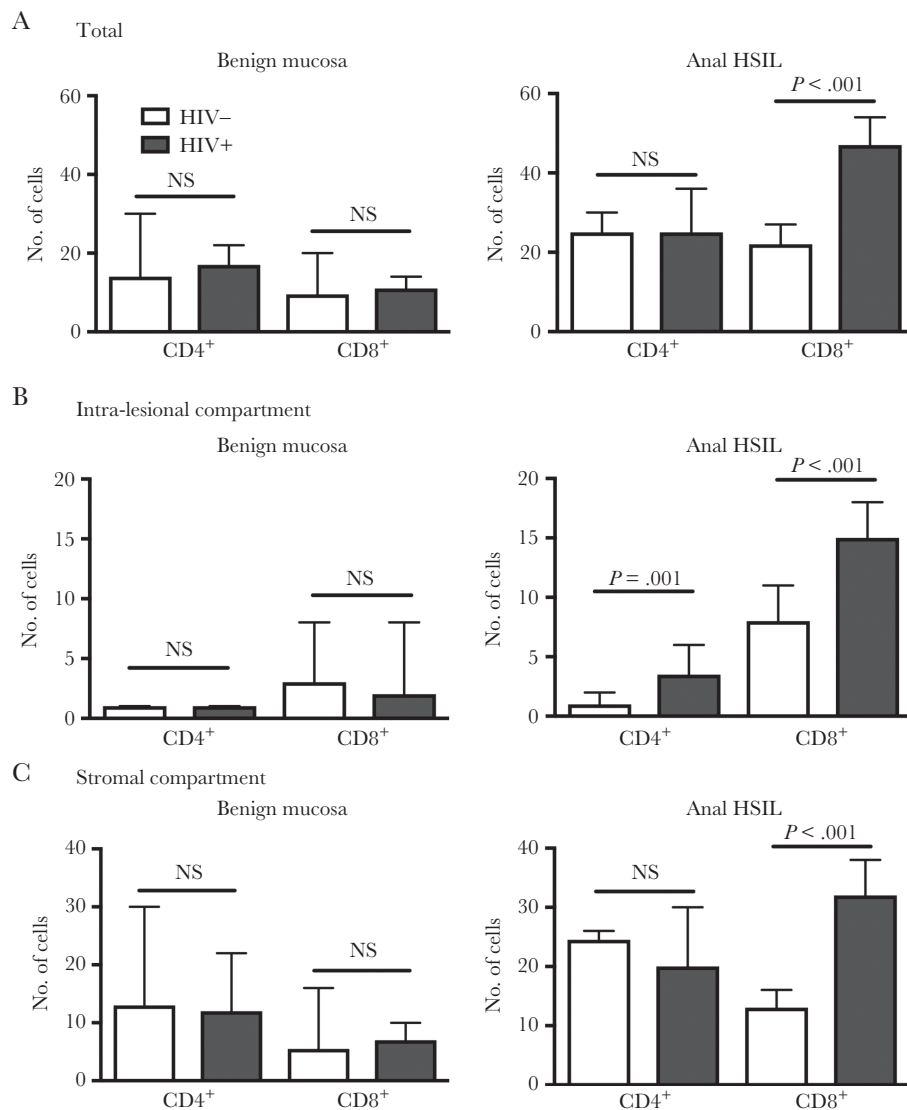 A Total
Benign mucosa
60
40
20
0
No. of cells
HIV–
HIV+
NS
NS
CD4+
CD8+
Anal HSIL
60
40
20
0
No. of cells
NS
P < .001
CD4+
CD8+
B Intra-lesional compartment
Benign mucosa
20
15
10
5
0
No. of cells
NS
NS
CD4+
CD8+
Anal HSIL
20
15
10
5
0
No. of cells
P = .001
P < .001
CD4+
CD8+
C Stromal compartment
Benign mucosa
40
30
20
10
0
No. of cells
NS
NS
CD4+
CD8+
Anal HSIL
40
30
20
10
0
No. of cells
NS
P < .001
CD4+
CD8+